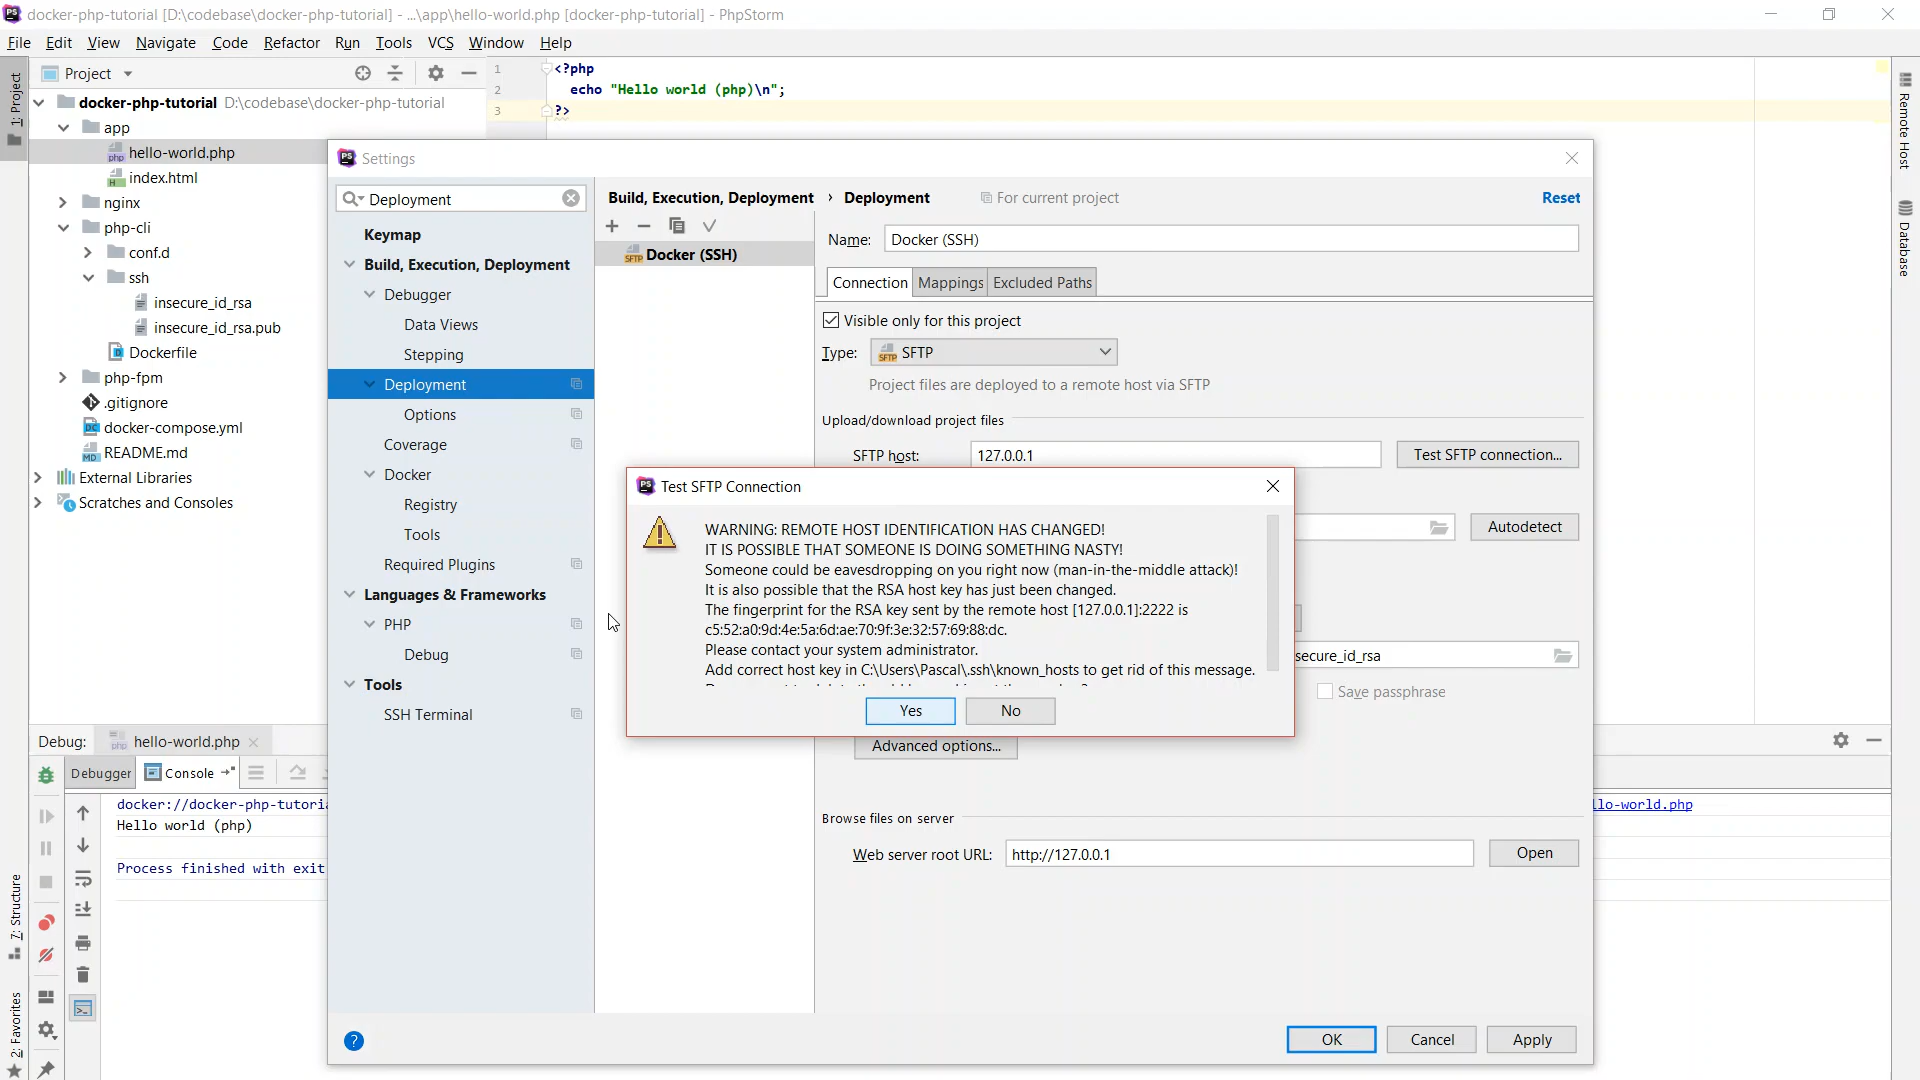 docker-php-tutorial [D:\codebase\docker-php-tutorial] - ...\app\hello-world.php [docker-php-tutorial] - PhpStorm
File Edit View Navigate Code Refactor Run Tools VCS Window Help
1: Project
Project
docker-php-tutorial D:\codebase\docker-php-tutorial
app
hello-world.php
index.html
nginx
php-cli
conf.d
ssh
insecure_id_rsa
insecure_id_rsa.pub
Dockerfile
php-fpm
.gitignore
docker-compose.yml
README.md
External Libraries
Scratches and Consoles
1 <?php
2 echo "Hello world (php)\n";
3 ?>
Remote Host
Database
Settings
Deployment
Keymap
Build, Execution, Deployment
Debugger
Data Views
Stepping
Deployment
Options
Coverage
Docker
Registry
Tools
Required Plugins
Languages & Frameworks
PHP
Debug
Tools
SSH Terminal
Build, Execution, Deployment › Deployment For current project Reset
Docker (SSH)
Name: Docker (SSH)
Connection Mappings Excluded Paths
Visible only for this project
Type: SFTP
Project files are deployed to a remote host via SFTP
Upload/download project files
SFTP host: 127.0.0.1 Test SFTP connection...
Autodetect
secure_id_rsa
Save passphrase
Advanced options...
Browse files on server
Web server root URL: http://127.0.0.1 Open
OK Cancel Apply
Test SFTP Connection
WARNING: REMOTE HOST IDENTIFICATION HAS CHANGED!
IT IS POSSIBLE THAT SOMEONE IS DOING SOMETHING NASTY!
Someone could be eavesdropping on you right now (man-in-the-middle attack)!
It is also possible that the RSA host key has just been changed.
The fingerprint for the RSA key sent by the remote host [127.0.0.1]:2222 is
c5:52:a0:9d:4e:5a:6d:ae:70:9f:3e:32:57:69:88:dc.
Please contact your system administrator.
Add correct host key in C:\Users\Pascal\.ssh\known_hosts to get rid of this message.
Yes No
Debug: hello-world.php
Debugger Console
docker://docker-php-tutoria
llo-world.php
Hello world (php)
Process finished with exit
7: Structure
2: Favorites